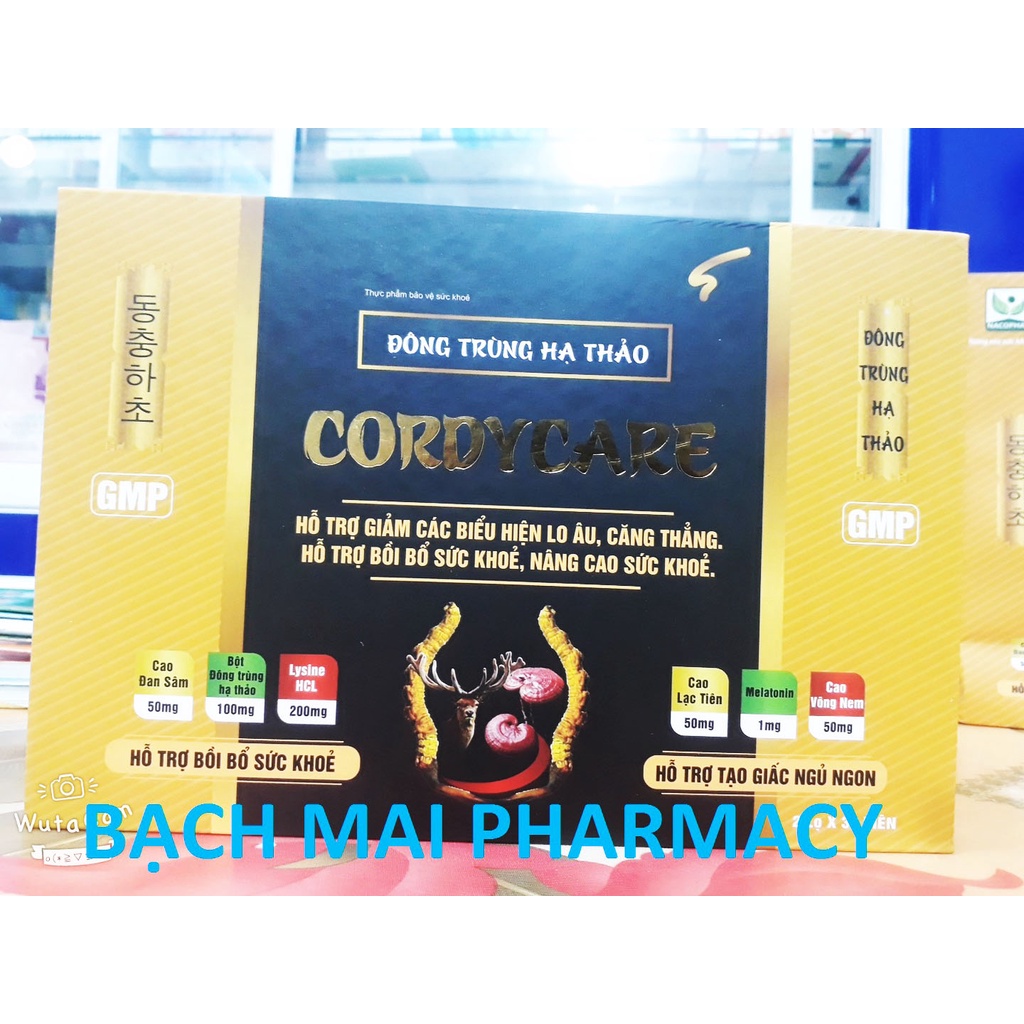 Thực phẩm bảo vệ sức khoẻ
ĐÔNG TRÙNG HẠ THẢO
CORDYCARE
HỖ TRỢ GIẢM CÁC BIỂU HIỆN LO ÂU, CĂNG THẲNG.
HỖ TRỢ BỒI BỔ SỨC KHOẺ, NÂNG CAO SỨC KHOẺ.
동충하초
GMP
ĐÔNG
TRÙNG
HẠ
THẢO
GMP
Cao
Đan Sâm
50mg
Bột
Đông trùng
hạ thảo
100mg
Lysine
HCL
200mg
HỖ TRỢ BỒI BỔ SỨC KHOẺ
Cao
Lạc Tiên
50mg
Melatonin
1mg
Cao
Vông Nem
50mg
HỖ TRỢ TẠO GIẤC NGỦ NGON
BẠCH MAI PHARMACY
동충하초